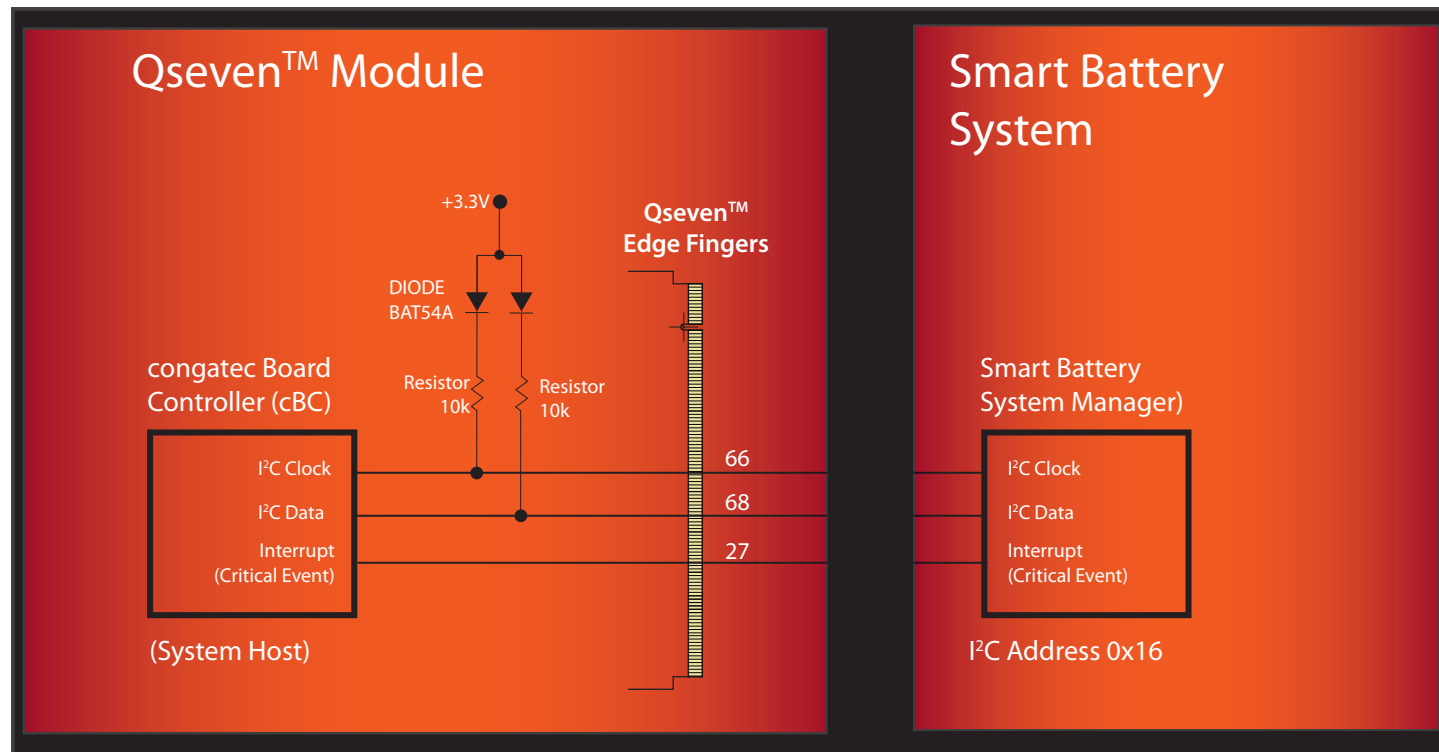 Qseven™ Module
+3.3V
Qseven™
Edge Fingers
DIODE
BAT54A
congatec Board
Controller (cBC)
Resistor
10k
Resistor
10k
I²C Clock
I²C Data
Interrupt
(Critical Event)
66
68
27
(System Host)
Smart Battery
System
Smart Battery
System Manager)
I²C Clock
I²C Data
Interrupt
(Critical Event)
I²C Address 0x16